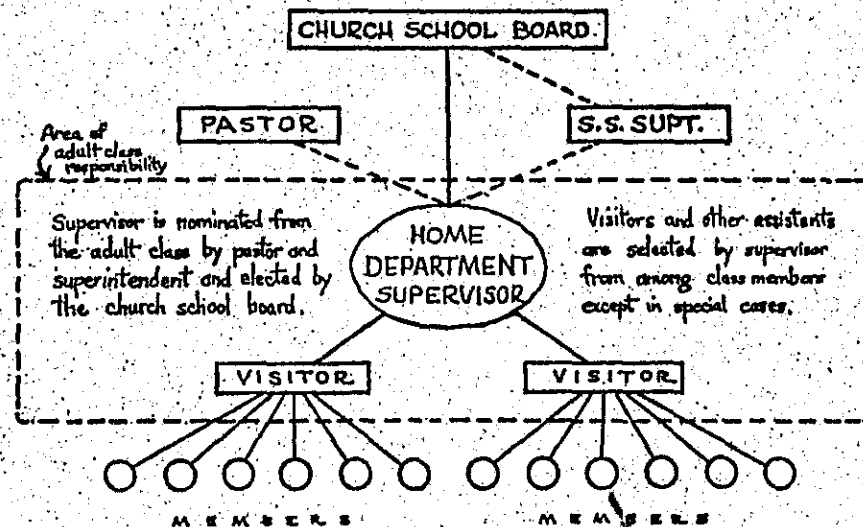 CHURCH SCHOOL BOARD.
PASTOR
S.S. SUPT.
Area of
adult class
responsibility
Supervisor is nominated from
the adult class by pastor and
superintendent and elected by
the church school board.
HOME
DEPARTMENT
SUPERVISOR
Visitors and other assistants
are selected by supervisor
from among class members
except in special cases.
VISITOR
VISITOR
MEMBERS
MEMBERS